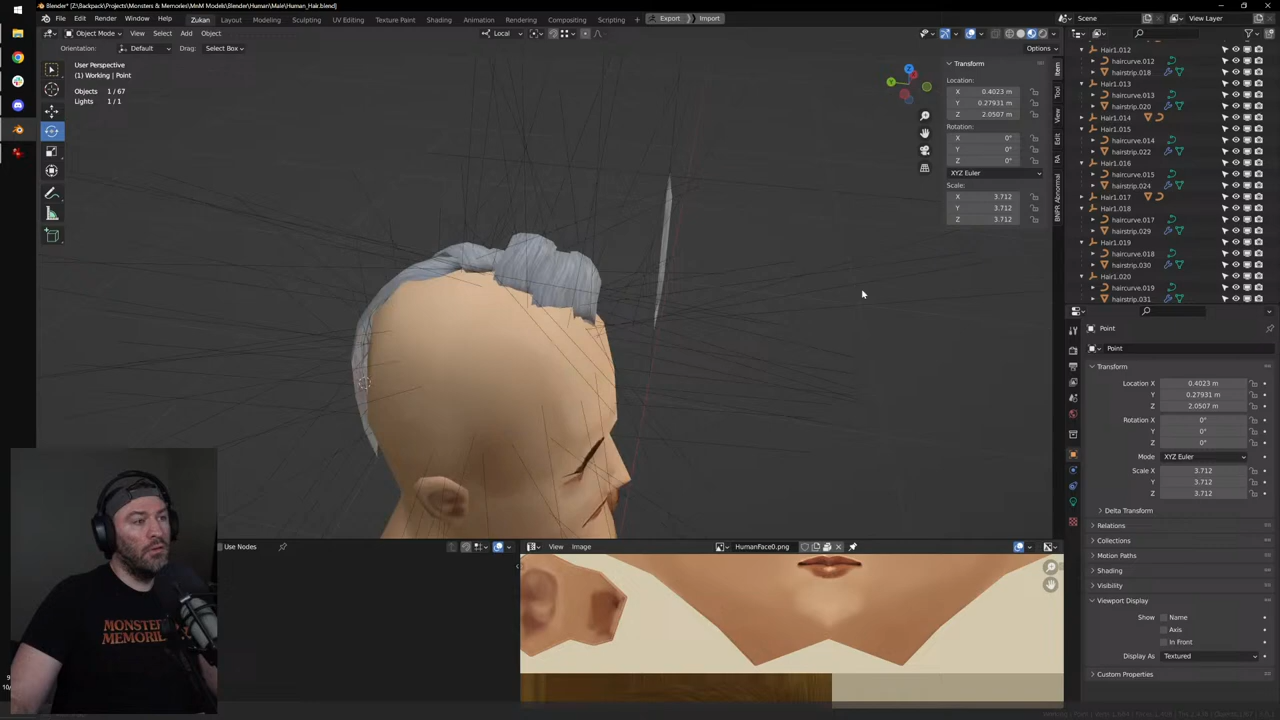 Blender* [Z:\Backpack\Projects\Monsters & Memories\MnM Models\Blender\Human\Male\Human_Hair.blend]
File Edit Render Window Help Zukan Layout Modeling Sculpting UV Editing Texture Paint Shading Animation Rendering Compositing Scripting Export Import Scene View Layer
Object Mode View Select Add Object Local
Orientation: Default Drag: Select Box Options
User Perspective
(1) Working | Point
Objects 1 / 67
Lights 1 / 1
X
Y
Z
Transform
Location:
X 0.4023 m
Y 0.27931 m
Z 2.0507 m
Rotation:
X 0°
Y 0°
Z 0°
XYZ Euler
Scale:
X 3.712
Y 3.712
Z 3.712
Item
Tool
View
Edit
RA
BNPR Abnormal
Hair1.012
haircurve.012
hairstrip.018
Hair1.013
haircurve.013
hairstrip.020
Hair1.014
Hair1.015
haircurve.014
hairstrip.022
Hair1.016
haircurve.015
hairstrip.024
Hair1.017
Hair1.018
haircurve.017
hairstrip.029
Hair1.019
haircurve.018
hairstrip.030
Hair1.020
haircurve.019
hairstrip.031
Point
Point
Transform
Location X 0.4023 m
Y 0.27931 m
Z 2.0507 m
Rotation X 0°
Y 0°
Z 0°
Mode XYZ Euler
Scale X 3.712
Y 3.712
Z 3.712
Delta Transform
Relations
Collections
Motion Paths
Shading
Visibility
Viewport Display
Show Name
Axis
In Front
Display As Textured
Custom Properties
Use Nodes
View Image HumanFace0.png
MONSTERS
MEMORIE